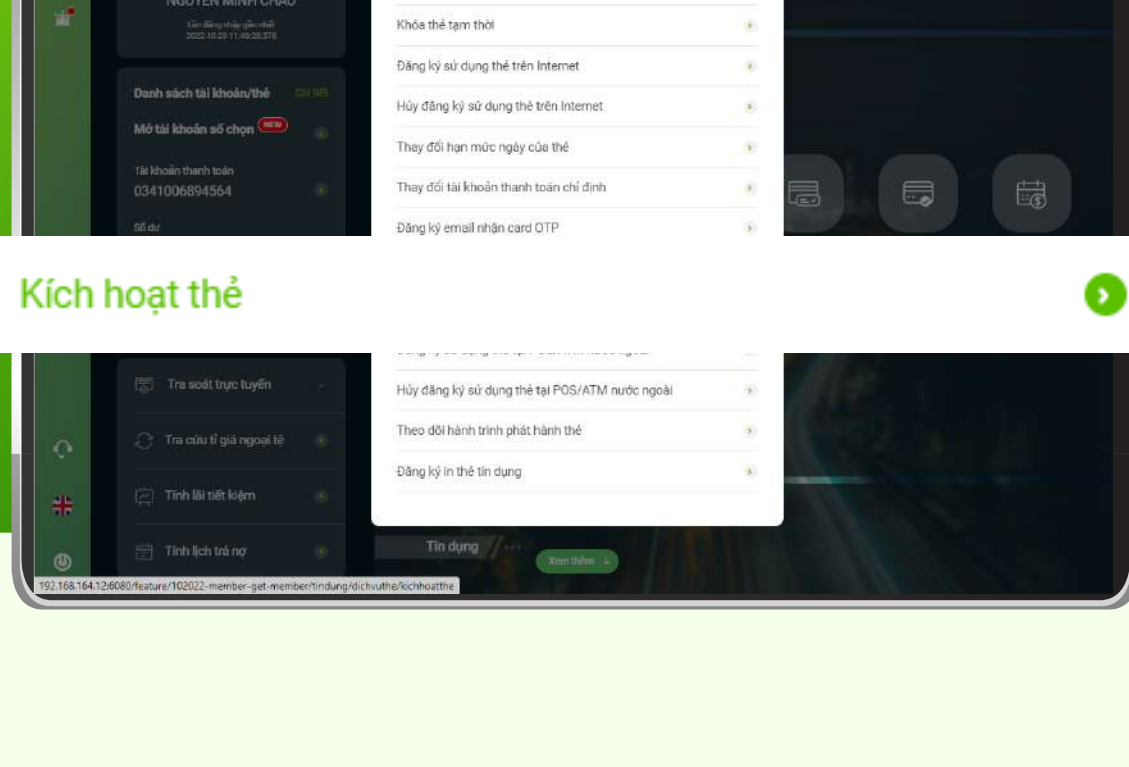 NGUYEN MINH CHAU
Lần đăng nhập gần nhất
Danh sách tài khoản/thẻ Chi tiết
Mở tài khoản số chọn NEW
Tài khoản thanh toán
0341006894564
Số dư
Khóa thẻ tạm thời
Đăng ký sử dụng thẻ trên Internet
Hủy đăng ký sử dụng thẻ trên Internet
Thay đổi hạn mức ngày của thẻ
Thay đổi tài khoản thanh toán chỉ định
Đăng ký email nhận card OTP
Kích hoạt thẻ
Hủy đăng ký sử dụng thẻ tại POS/ATM nước ngoài
Theo dõi hành trình phát hành thẻ
Đăng ký in thẻ tín dụng
Tra soát trực tuyến
Tra cứu tỉ giá ngoại tệ
Tính lãi tiết kiệm
Tính lịch trả nợ
Tín dụng
Xem thêm
192.168.164.12:6080/feature/102022-member-get-member/tindung/dichvuthe/kichhoatthe